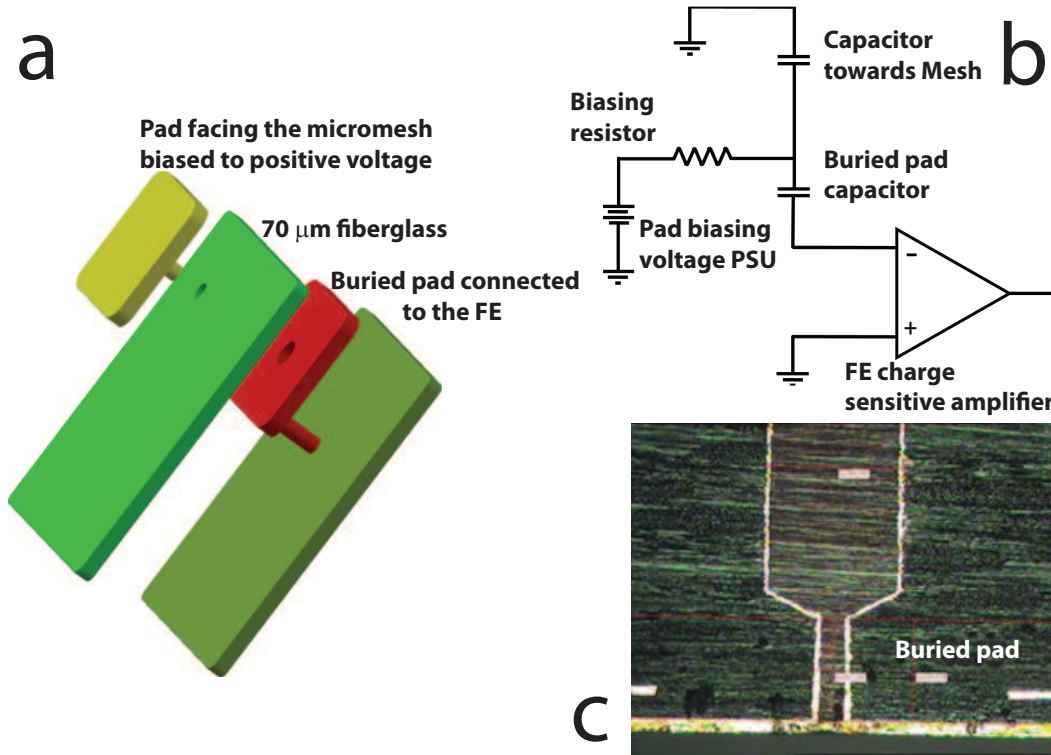 a
Pad facing the micromesh
biased to positive voltage
70 μm fiberglass
Buried pad connected
to the FE
b
Capacitor
towards Mesh
Biasing
resistor
Buried pad
capacitor
Pad biasing
voltage PSU
−
+
FE charge
sensitive amplifier
c
Buried pad